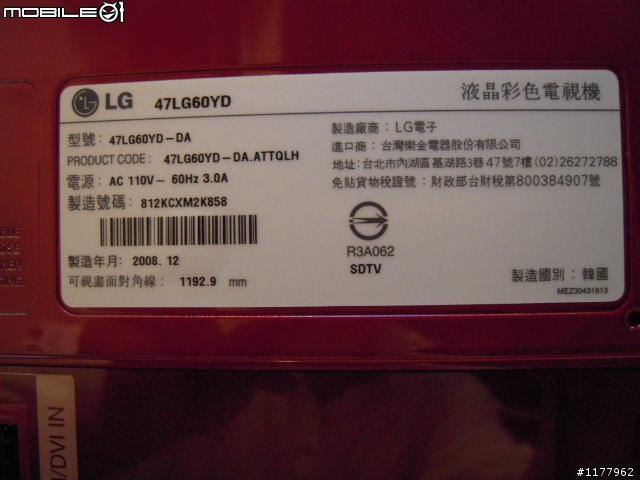 MOBILE01
LG 47LG60YD 液晶彩色電視機
型號: 47LG60YD-DA
PRODUCT CODE: 47LG60YD-DA.ATTQLH
電源: AC 110V~ 60Hz 3.0A
製造號碼: 812KCXM2K858
製造年月: 2008. 12
可視畫面對角線: 1192.9 mm
製造廠商: LG電子
進口商: 台灣樂金電器股份有限公司
地址: 台北市內湖區基湖路3巷47號7樓 (02)26272788
免貼貨物稅證號: 財政部台財稅第800384907號
R3A062
SDTV
製造國別: 韓國
MEZ30431813
/DVI IN
#1177962